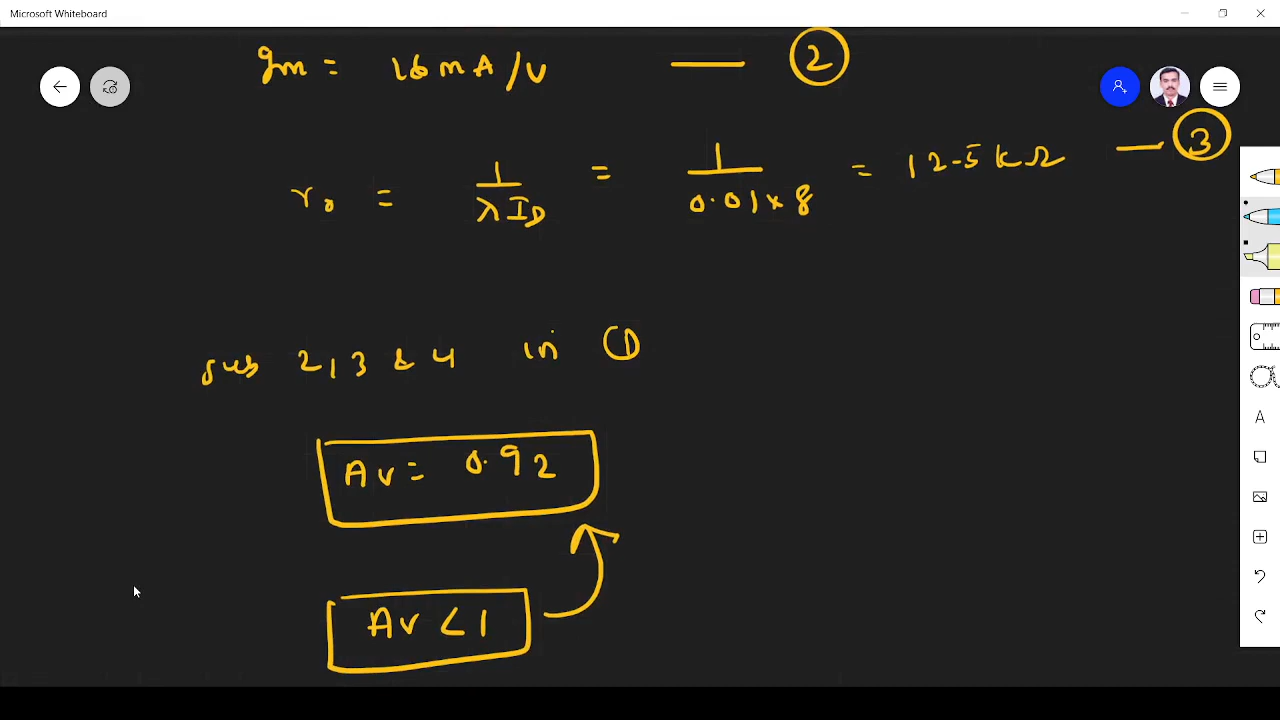 Microsoft Whiteboard
gm = 16 mA/V — 2
r₀ = 1/λI_D = 1/0.01×8 = 12.5 kΩ — 3
sub 2, 3 & 4 in 1
Av = 0.92
Av < 1
A